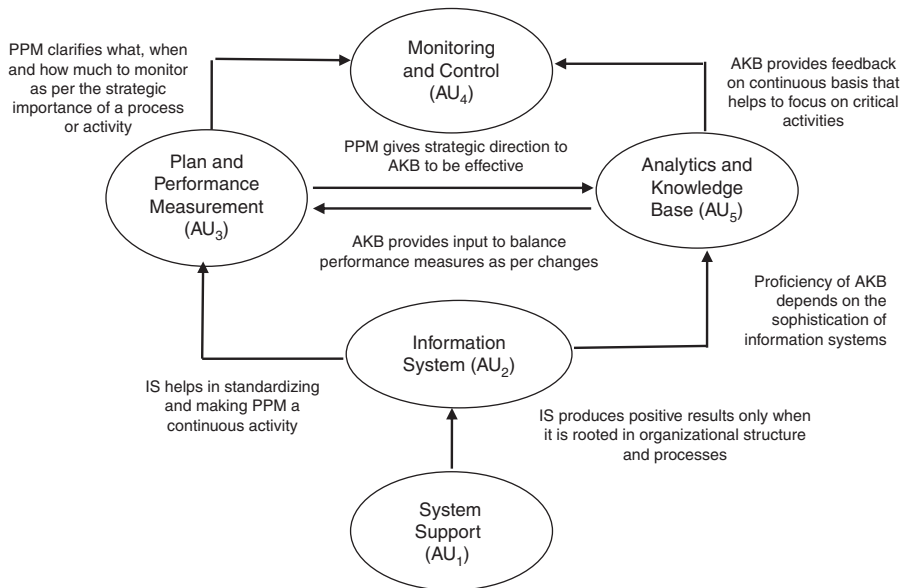 PPM clarifies what, when
and how much to monitor
as per the strategic
importance of a process
or activity
Monitoring
and Control
(AU₄)
AKB provides feedback
on continuous basis that
helps to focus on critical
activities
PPM gives strategic direction to
AKB to be effective
Plan and
Performance
Measurement
(AU₃)
Analytics and
Knowledge
Base (AU₅)
AKB provides input to balance
performance measures as per changes
Proficiency of AKB
depends on the
sophistication of
information systems
Information
System (AU₂)
IS helps in standardizing
and making PPM a
continuous activity
IS produces positive results only when
it is rooted in organizational structure
and processes
System
Support
(AU₁)